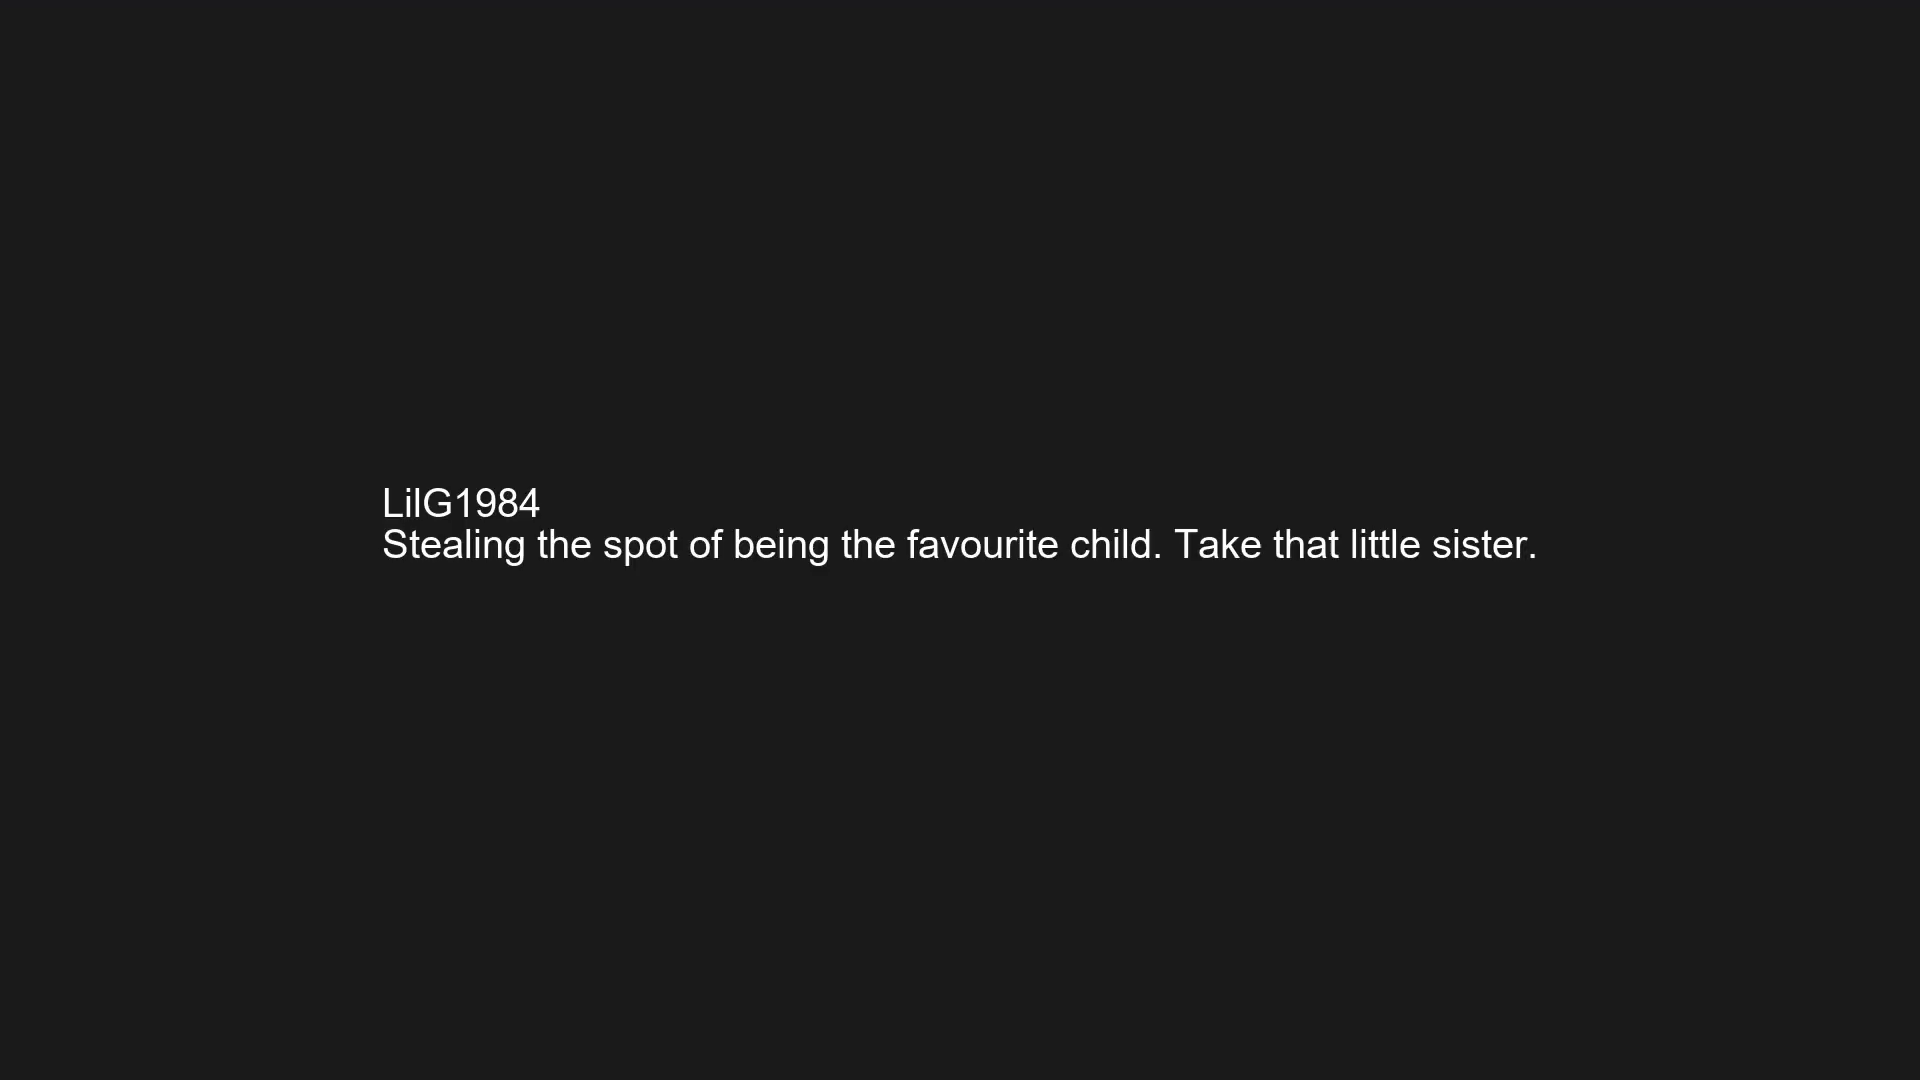 LilG1984
Stealing the spot of being the favourite child. Take that little sister.